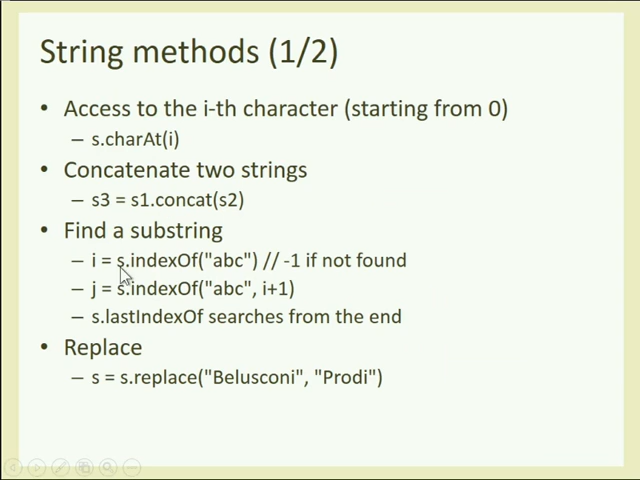 String methods (1/2)
• Access to the i-th character (starting from 0)
– s.charAt(i)
• Concatenate two strings
– s3 = s1.concat(s2)
• Find a substring
– i = s.indexOf("abc") // -1 if not found
– j = s.indexOf("abc", i+1)
– s.lastIndexOf searches from the end
• Replace
– s = s.replace("Belusconi", "Prodi")